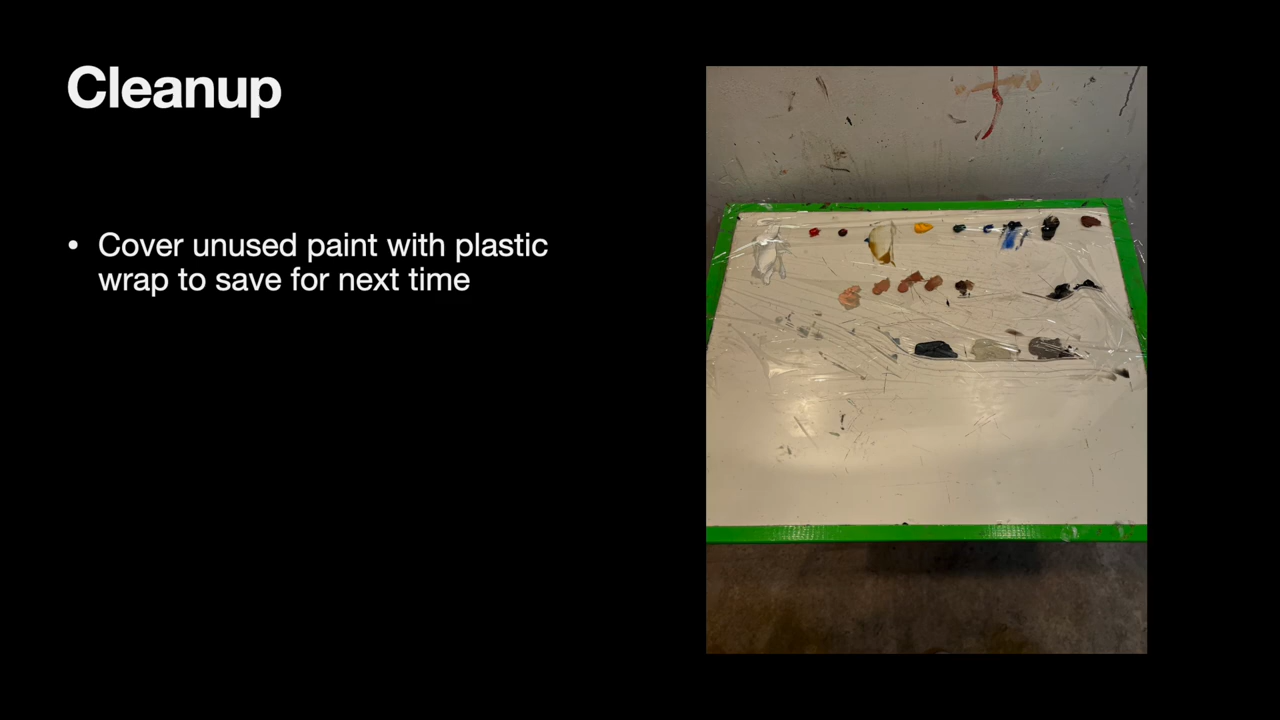 Cleanup
• Cover unused paint with plastic
wrap to save for next time